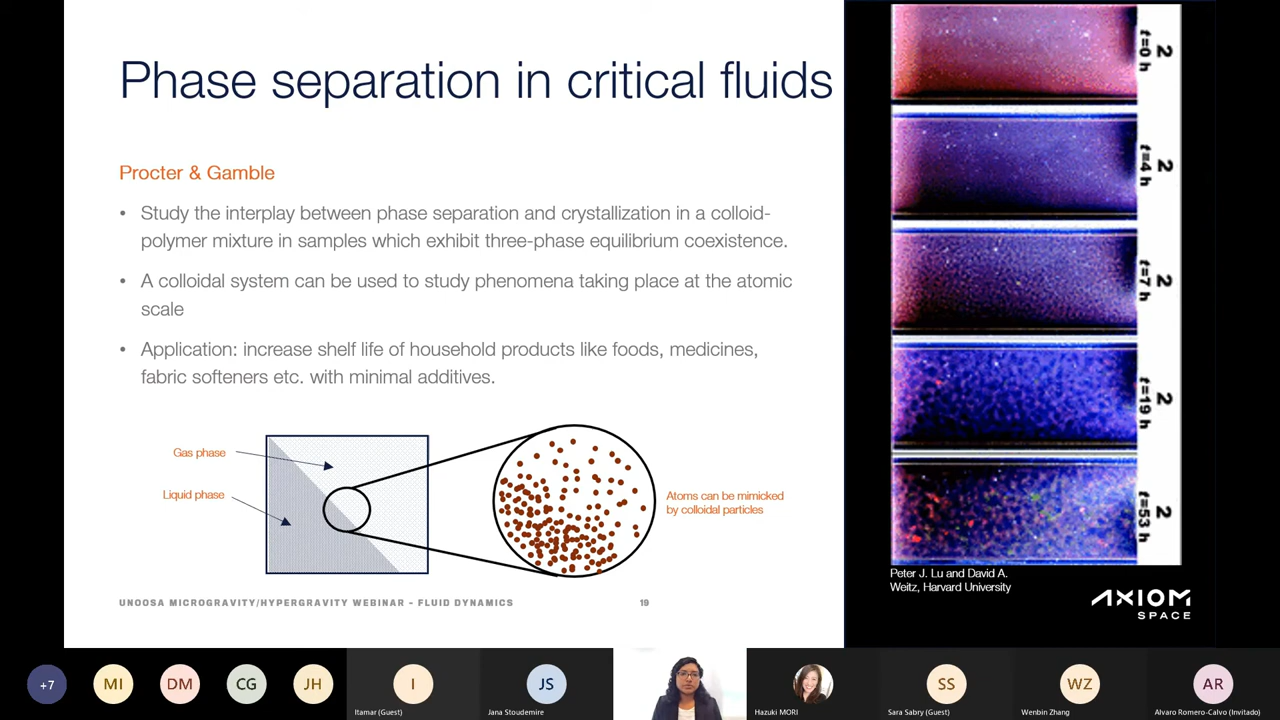 Phase separation in critical fluids
Procter & Gamble
• Study the interplay between phase separation and crystallization in a colloid-
polymer mixture in samples which exhibit three-phase equilibrium coexistence.
• A colloidal system can be used to study phenomena taking place at the atomic
scale
• Application: increase shelf life of household products like foods, medicines,
fabric softeners etc. with minimal additives.
Gas phase
Liquid phase
Atoms can be mimicked
by colloidal particles
UNOOSA MICROGRAVITY/HYPERGRAVITY WEBINAR - FLUID DYNAMICS
19
2
t=0 h
2
t=4 h
2
t=7 h
2
t=19 h
2
t=53 h
Peter J. Lu and David A.
Weitz, Harvard University
AXIOM
SPACE
+7
MI
DM
CG
JH
I
Itamar (Guest)
JS
Jana Stoudemire
Hazuki MORI
SS
Sara Sabry (Guest)
WZ
Wenbin Zhang
AR
Alvaro Romero-Calvo (Invitado)